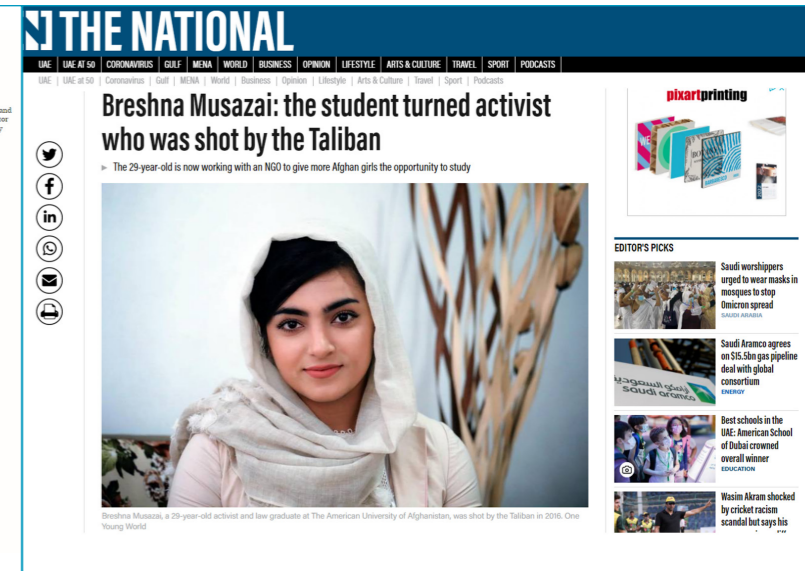 THE NATIONAL
UAE UAE AT 50 CORONAVIRUS GULF MENA WORLD BUSINESS OPINION LIFESTYLE ARTS & CULTURE TRAVEL SPORT PODCASTS
UAE | UAE at 50 | Coronavirus | Gulf | MENA | World | Business | Opinion | Lifestyle | Arts & Culture | Travel | Sport | Podcasts
and
Breshna Musazai: the student turned activist
who was shot by the Taliban
The 29-year-old is now working with an NGO to give more Afghan girls the opportunity to study
Breshna Musazai, a 29-year-old activist and law graduate at The American University of Afghanistan, was shot by the Taliban in 2016. One
Young World
pixartprinting
EDITOR'S PICKS
Saudi worshippers
urged to wear masks in
mosques to stop
Omicron spread
SAUDI ARABIA
أرامكو السعودية
saudi aramco
Saudi Aramco agrees
on $15.5bn gas pipeline
deal with global
consortium
ENERGY
Best schools in the
UAE: American School
of Dubai crowned
overall winner
EDUCATION
Wasim Akram shocked
by cricket racism
scandal but says his